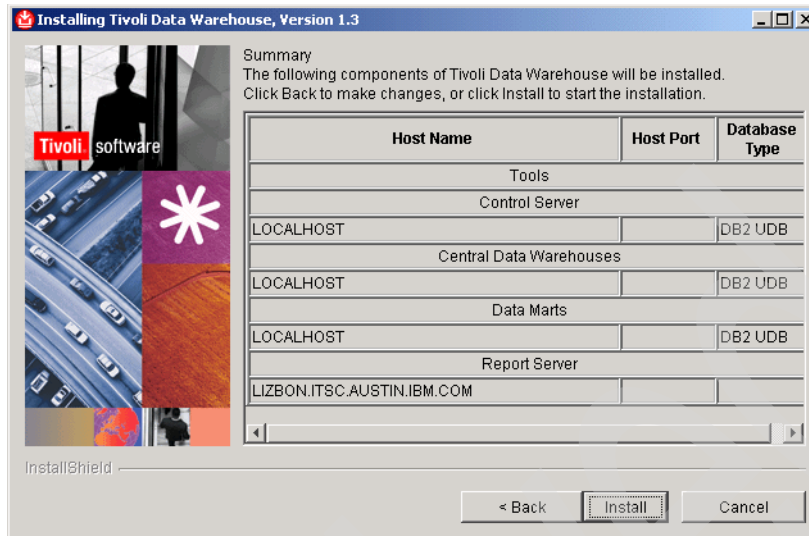 Installing Tivoli Data Warehouse, Version 1.3
Tivoli software
Summary
The following components of Tivoli Data Warehouse will be installed.
Click Back to make changes, or click Install to start the installation.
Host Name Host Port Database Type
Tools
Control Server
LOCALHOST DB2 UDB
Central Data Warehouses
LOCALHOST DB2 UDB
Data Marts
LOCALHOST DB2 UDB
Report Server
LIZBON.ITSC.AUSTIN.IBM.COM
InstallShield
< Back Install Cancel